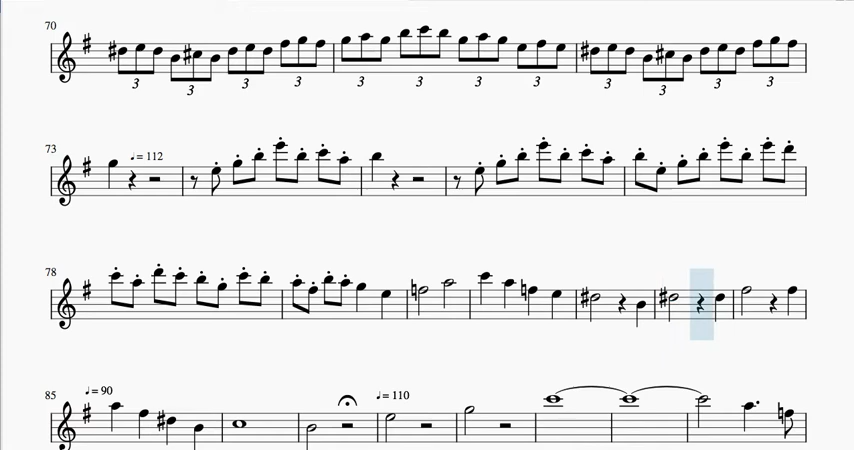 70
3 3 3 3 3 3 3 3 3 3 3 3
73
♩ = 112
78
85
♩ = 90
♩ = 110